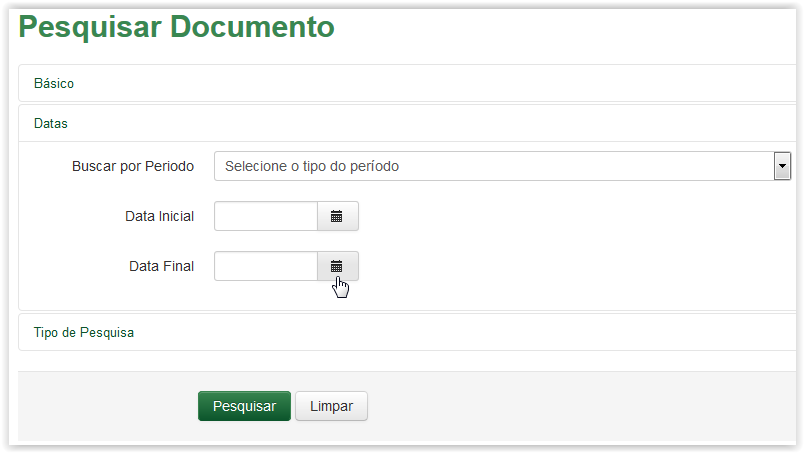 Pesquisar Documento
Básico
Datas
Buscar por Periodo Selecione o tipo do período
Data Inicial
Data Final
Tipo de Pesquisa
Pesquisar Limpar